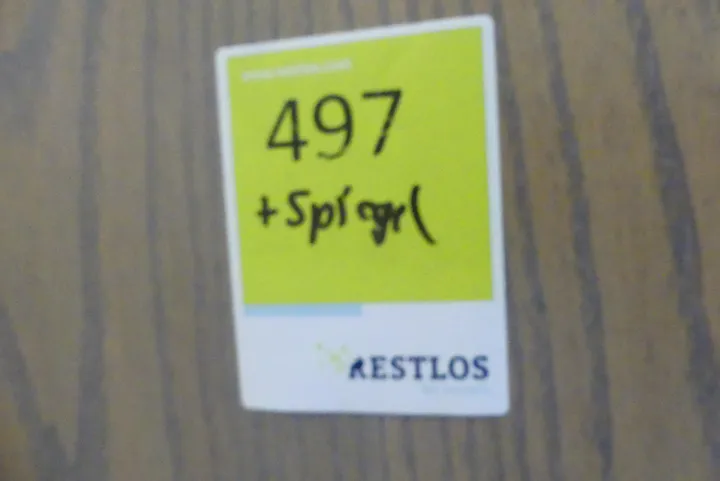 497
+ Spiegel
RESTLOS